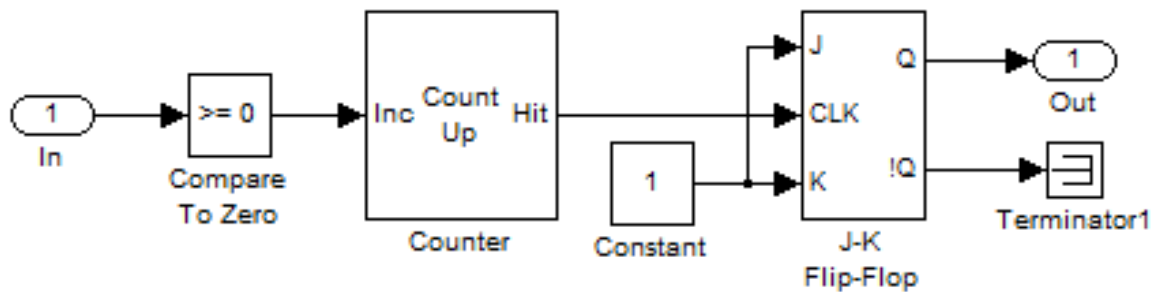 1
In
>= 0
Compare
To Zero
Inc
Count
Up
Hit
Counter
1
Constant
J
CLK
K
Q
!Q
J-K
Flip-Flop
1
Out
Terminator1